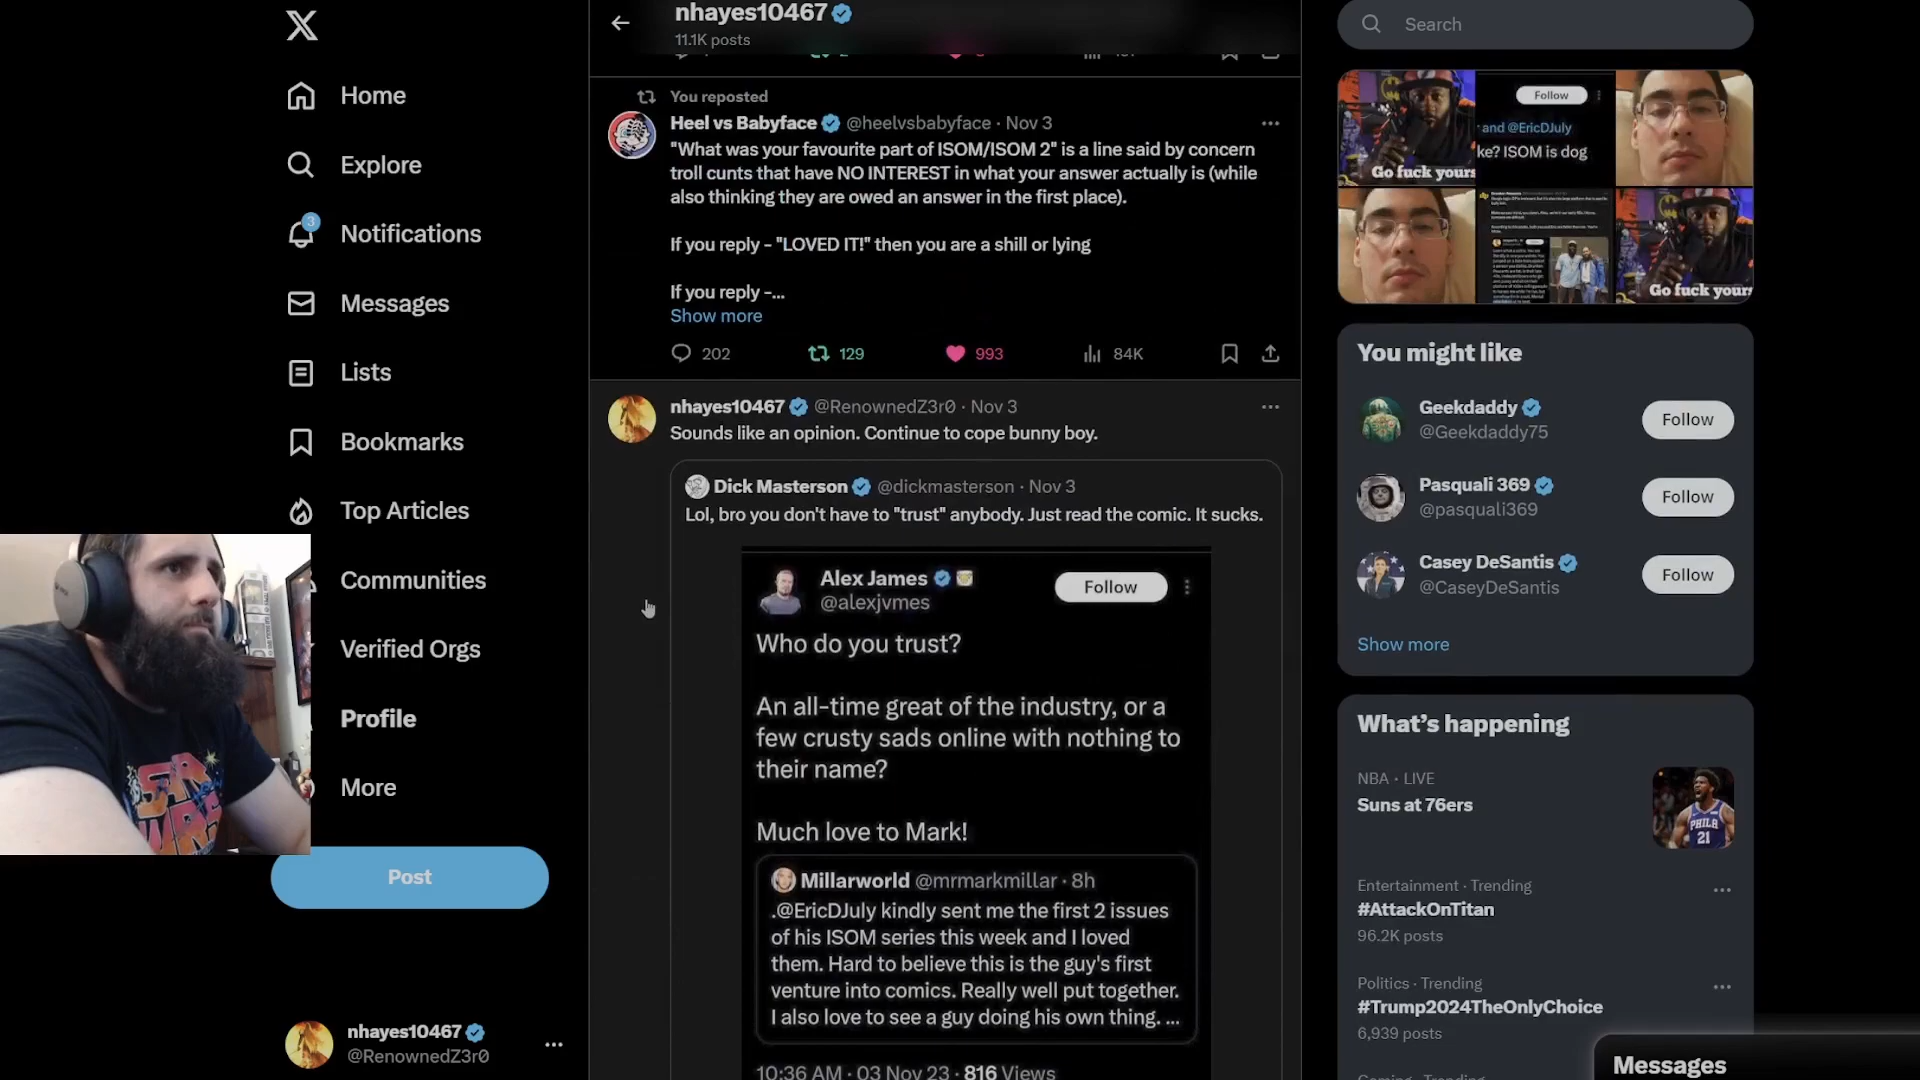 nhayes10467
11.1K posts
Home
Explore
3
Notifications
Messages
Lists
Bookmarks
Top Articles
Communities
Verified Orgs
Profile
More
Post
nhayes10467
@RenownedZ3r0
You reposted
Heel vs Babyface @heelvsbabyface · Nov 3
"What was your favourite part of ISOM/ISOM 2" is a line said by concern
troll cunts that have NO INTEREST in what your answer actually is (while
also thinking they are owed an answer in the first place).
If you reply - "LOVED IT!" then you are a shill or lying
If you reply -...
Show more
202
129
993
84K
nhayes10467 @RenownedZ3r0 · Nov 3
Sounds like an opinion. Continue to cope bunny boy.
Dick Masterson @dickmasterson · Nov 3
Lol, bro you don't have to "trust" anybody. Just read the comic. It sucks.
Alex James
@alexjvmes
Follow
Who do you trust?
An all-time great of the industry, or a
few crusty sads online with nothing to
their name?
Much love to Mark!
Millarworld @mrmarkmillar · 8h
.@EricDJuly kindly sent me the first 2 issues
of his ISOM series this week and I loved
them. Hard to believe this is the guy's first
venture into comics. Really well put together.
I also love to see a guy doing his own thing. ...
10:36 AM · 03 Nov 23 · 816 Views
Search
Follow
and @EricDJuly
ke? ISOM is dog
Go fuck yours
Go fuck yours
You might like
Geekdaddy
@Geekdaddy75
Follow
Pasquali 369
@pasquali369
Follow
Casey DeSantis
@CaseyDeSantis
Follow
Show more
What's happening
NBA · LIVE
Suns at 76ers
PHILA
21
Entertainment · Trending
#AttackOnTitan
96.2K posts
Politics · Trending
#Trump2024TheOnlyChoice
6,939 posts
Messages
STAR
WARS